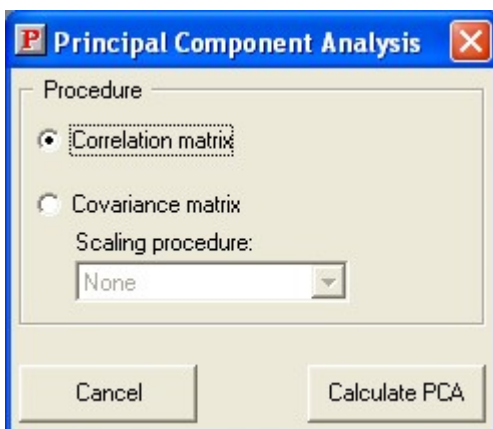 P Principal Component Analysis
Procedure
Correlation matrix
Covariance matrix
Scaling procedure:
None
Cancel Calculate PCA